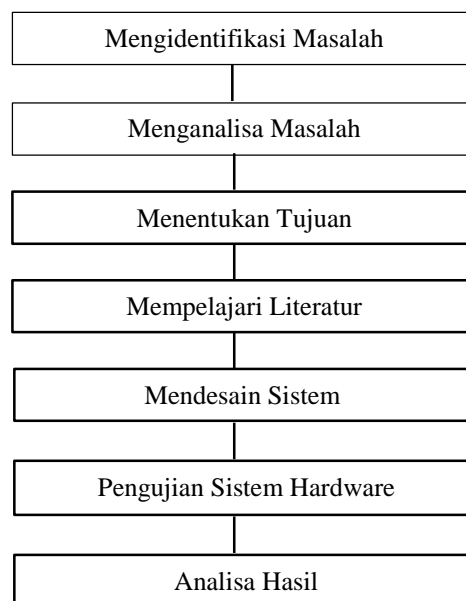 Mengidentifikasi Masalah
Menganalisa Masalah
Menentukan Tujuan
Mempelajari Literatur
Mendesain Sistem
Pengujian Sistem Hardware
Analisa Hasil